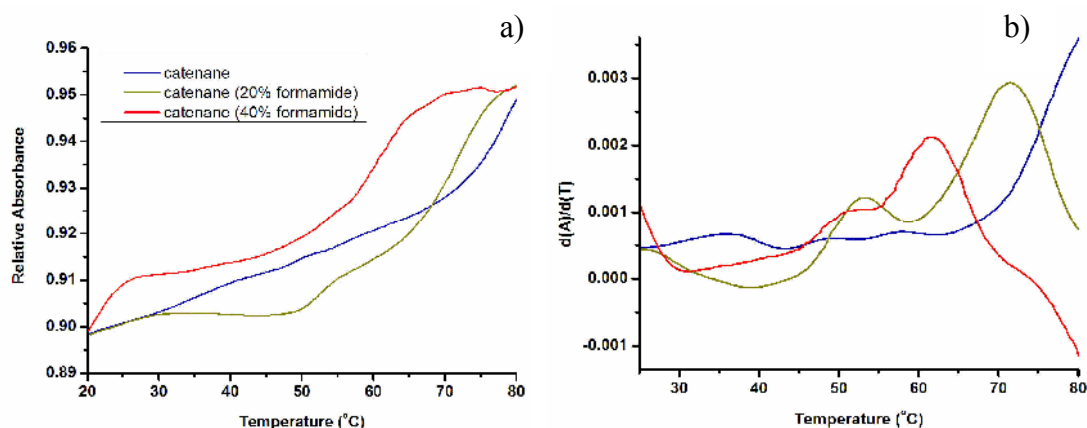 a)
0.96
0.95
0.94
0.93
0.92
0.91
0.90
0.89
Relative Absorbance
catenane
catenane (20% formamide)
catenane (40% formamide)
20 30 40 50 60 70 80
Temperature (°C)
b)
0.003
0.002
0.001
0.000
-0.001
d(A)/d(T)
30 40 50 60 70 80
Temperature (°C)